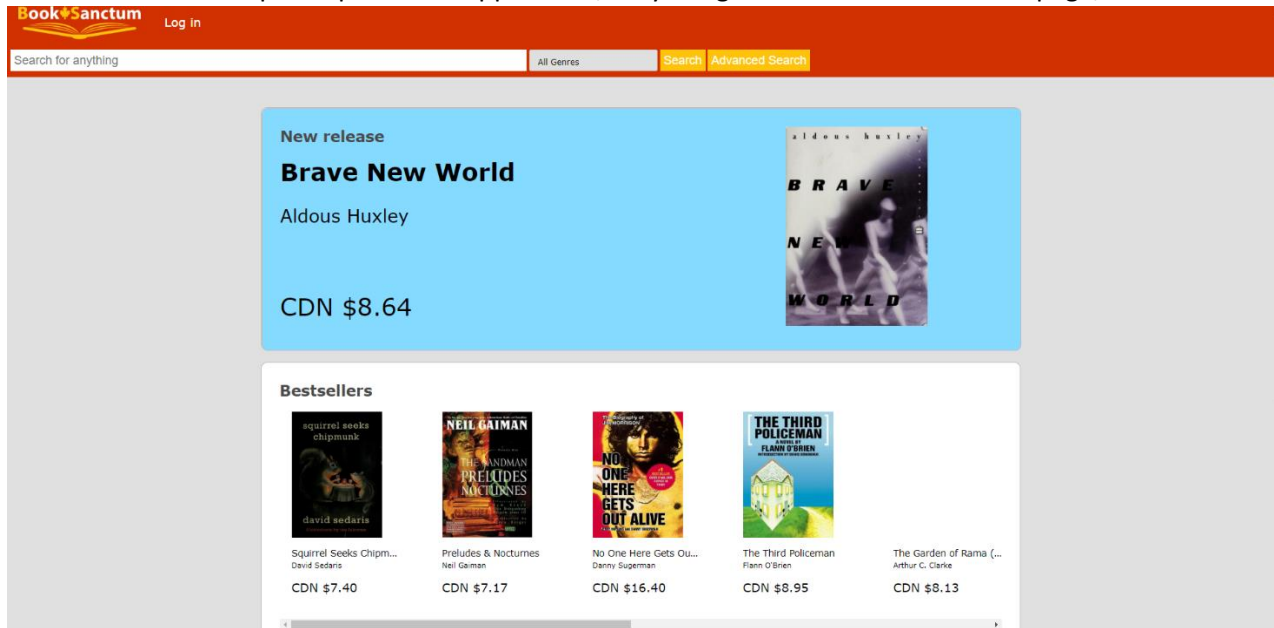 Book Sanctum
Log in
Search for anything
All Genres
Search
Advanced Search
New release
Brave New World
Aldous Huxley
CDN $8.64
aldous huxley
BRAVE
NEW
WORLD
Bestsellers
squirrel seeks
chipmunk
david sedaris
NEIL GAIMAN
THE SANDMAN
PRELUDES
NOCTURNES
NO
ONE
HERE
GETS
OUT ALIVE
THE THIRD
POLICEMAN
A NOVEL BY
FLANN O'BRIEN
Squirrel Seeks Chipm...
David Sedaris
CDN $7.40
Preludes & Nocturnes
Neil Gaiman
CDN $7.17
No One Here Gets Ou...
Danny Sugerman
CDN $16.40
The Third Policeman
Flann O'Brien
CDN $8.95
The Garden of Rama (...
Arthur C. Clarke
CDN $8.13